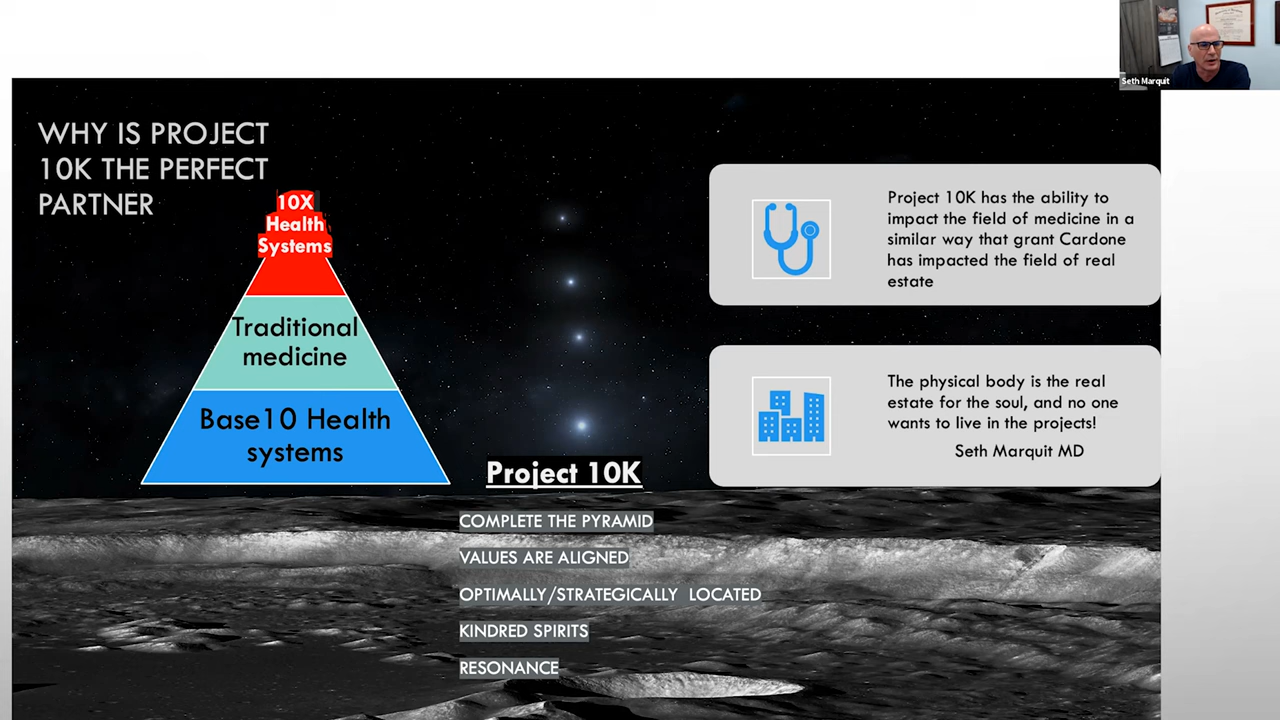 Seth Marquit
WHY IS PROJECT
10K THE PERFECT
PARTNER
10X
Health
Systems
Traditional
medicine
Base10 Health
systems
Project 10K has the ability to
impact the field of medicine in a
similar way that grant Cardone
has impacted the field of real
estate
The physical body is the real
estate for the soul, and no one
wants to live in the projects!
Seth Marquit MD
Project 10K
COMPLETE THE PYRAMID
VALUES ARE ALIGNED
OPTIMALLY/STRATEGICALLY LOCATED
KINDRED SPIRITS
RESONANCE